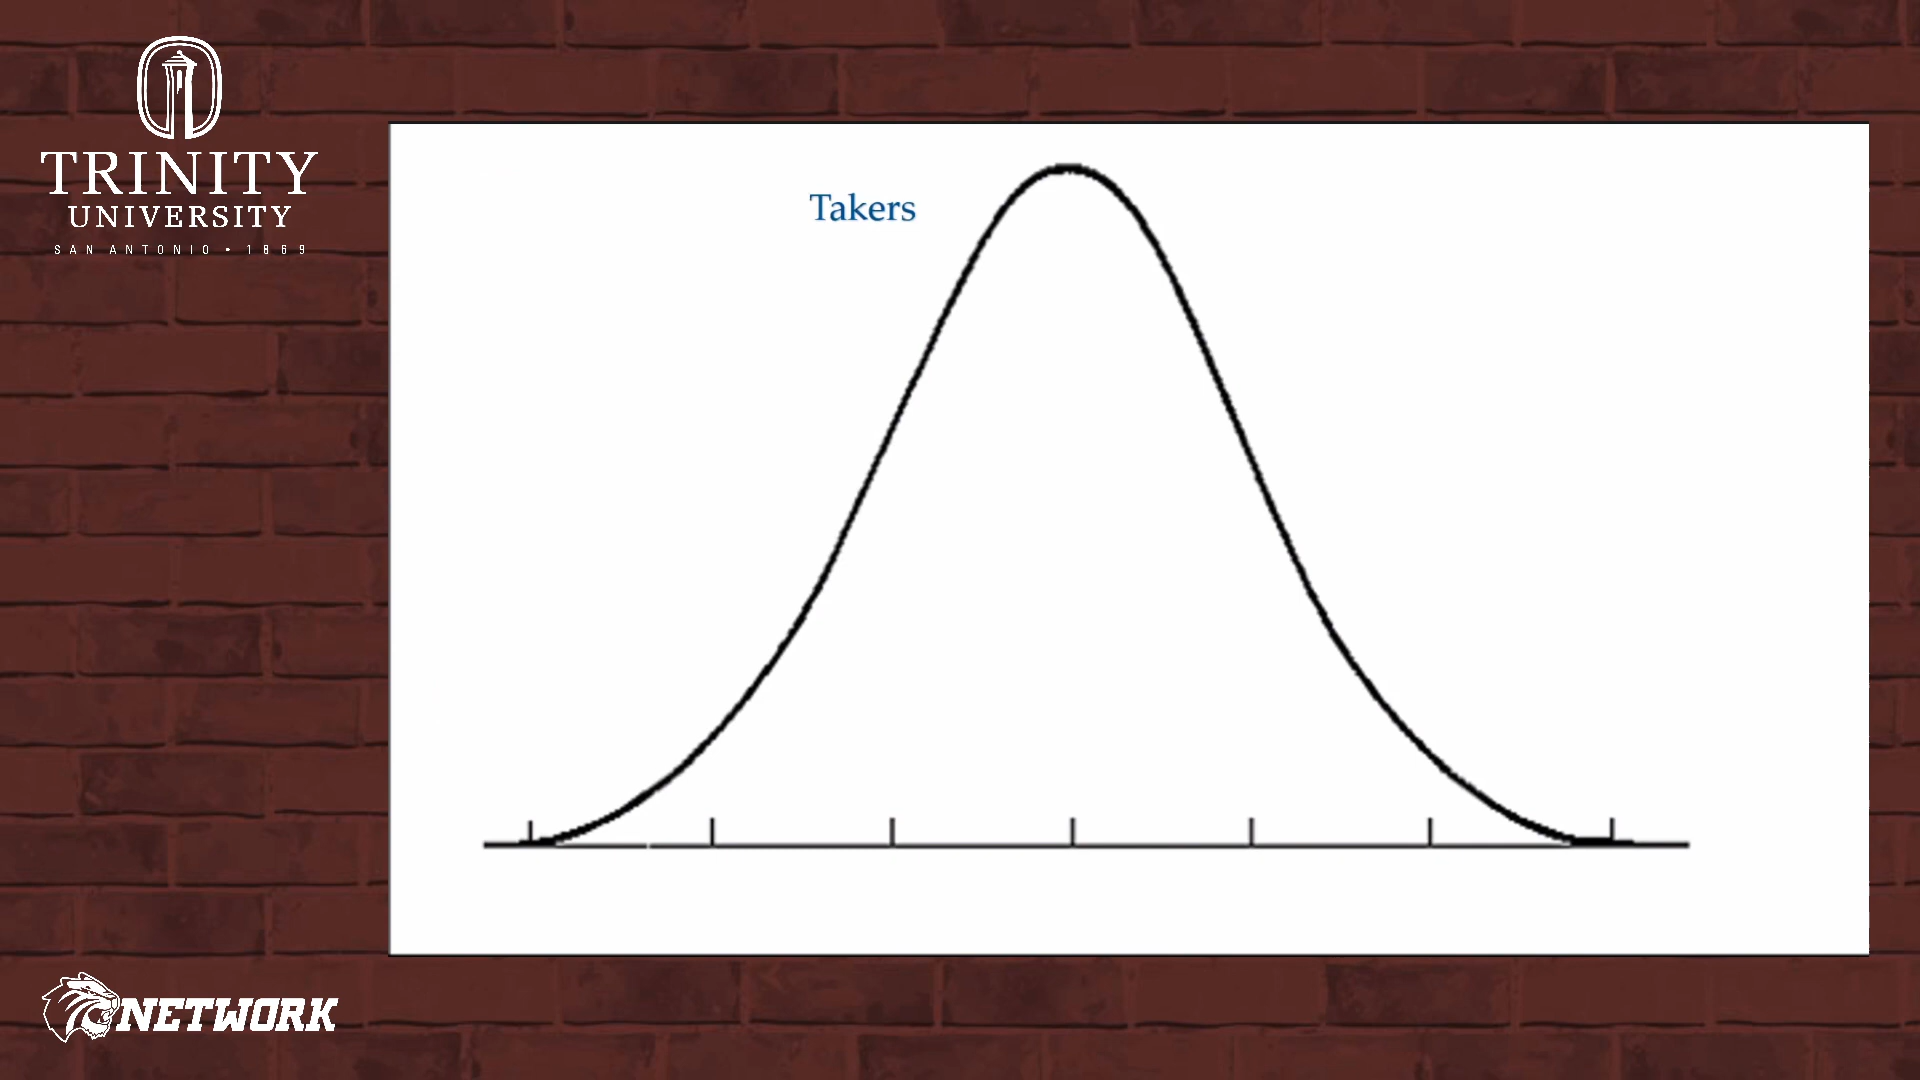 TRINITY
UNIVERSITY
SAN ANTONIO • 1869
Takers
NETWORK